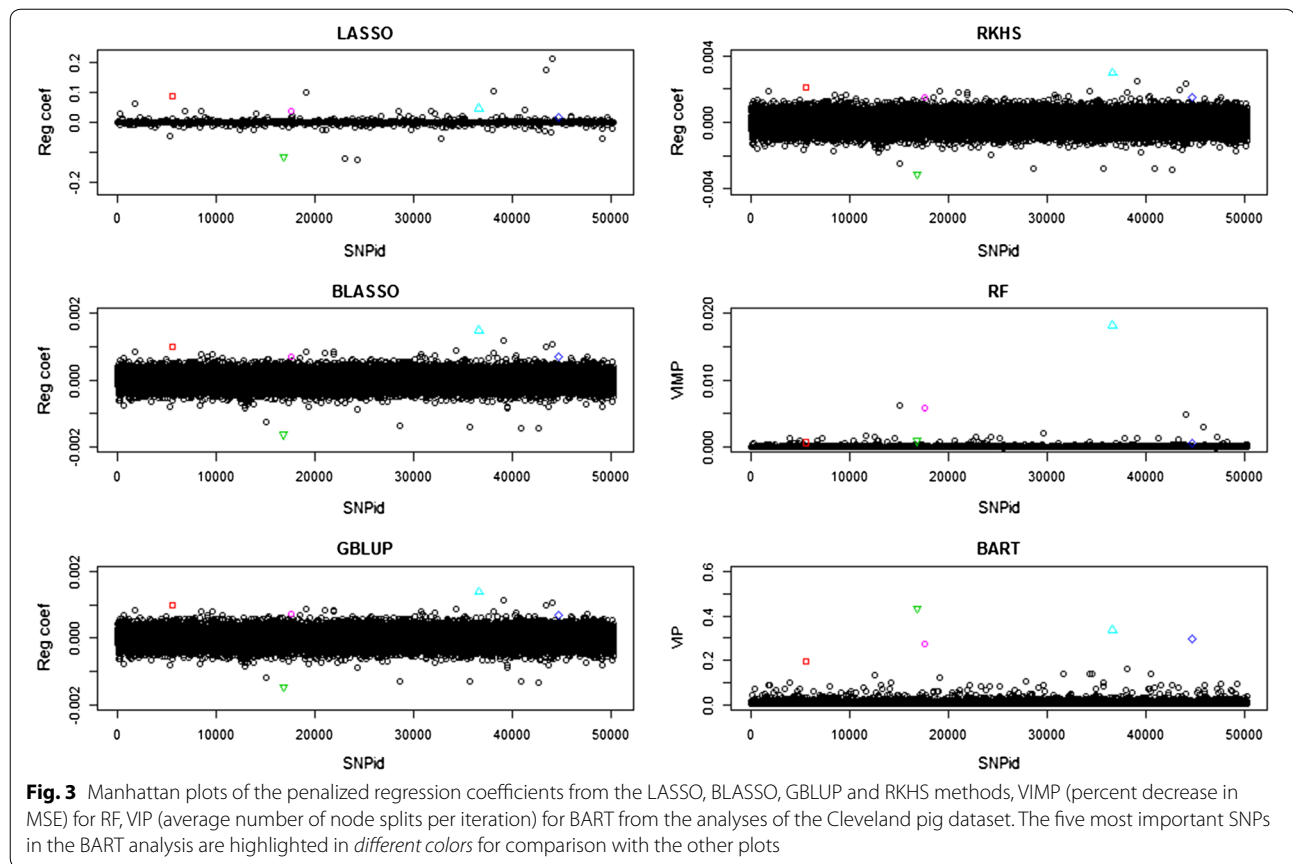 LASSO
Reg coef
-0.2 0.0 0.1 0.2
0 10000 20000 30000 40000 50000
SNPid
RKHS
Reg coef
-0.004 0.000 0.004
0 10000 20000 30000 40000 50000
SNPid
BLASSO
Reg coef
-0.002 0.000 0.002
0 10000 20000 30000 40000 50000
SNPid
RF
VIMP
0.000 0.010 0.020
0 10000 20000 30000 40000 50000
SNPid
GBLUP
Reg coef
-0.002 0.000 0.002
0 10000 20000 30000 40000 50000
SNPid
BART
VIP
0.0 0.2 0.4 0.6
0 10000 20000 30000 40000 50000
SNPid
Fig. 3 Manhattan plots of the penalized regression coefficients from the LASSO, BLASSO, GBLUP and RKHS methods, VIMP (percent decrease in
MSE) for RF, VIP (average number of node splits per iteration) for BART from the analyses of the Cleveland pig dataset. The five most important SNPs
in the BART analysis are highlighted in different colors for comparison with the other plots